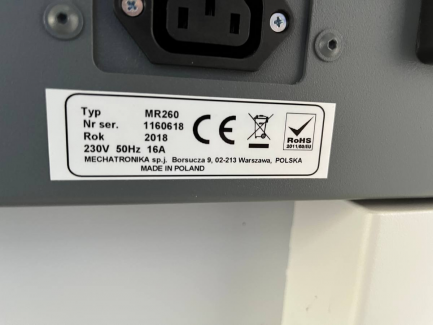 Typ MR260
Nr ser. 1160618
Rok 2018
230V 50Hz 16A
CE
RoHS
2011/65/EU
MECHATRONIKA sp.j. Borsucza 9, 02-213 Warszawa, POLSKA
MADE IN POLAND